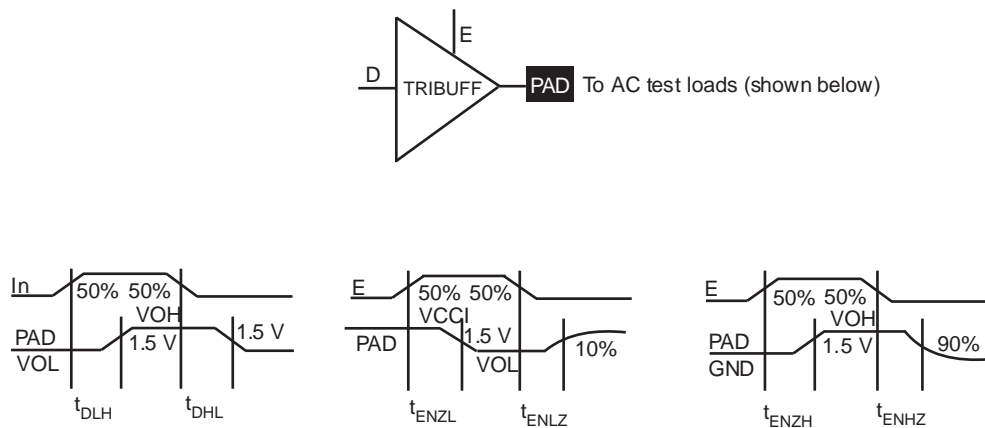 E
D
TRIBUFF
PAD
To AC test loads (shown below)
In
50% 50%
VOH
PAD
VOL
1.5 V
1.5 V
tDLH
tDHL
E
50% 50%
VCCI
PAD
1.5 V
VOL
10%
tENZL
tENLZ
E
50% 50%
VOH
PAD
GND
1.5 V
90%
tENZH
tENHZ